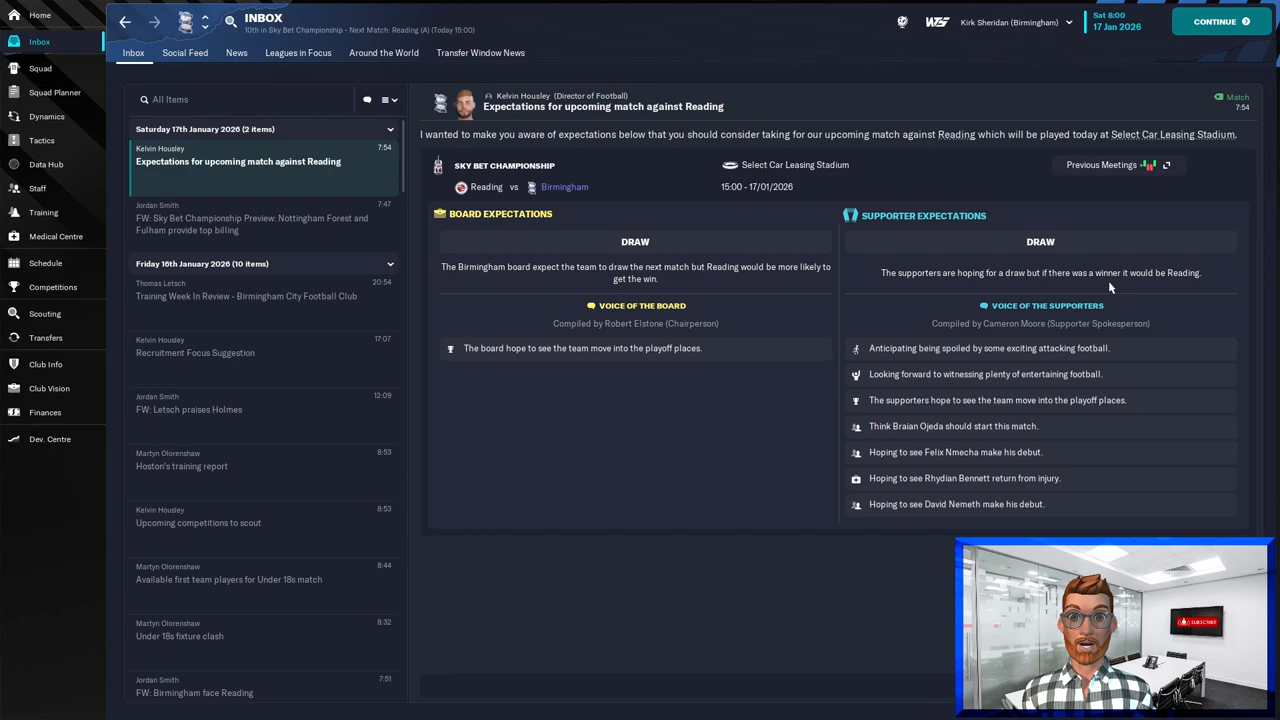 Home
Inbox
Squad
Squad Planner
Dynamics
Tactics
Data Hub
Staff
Training
Medical Centre
Schedule
Competitions
Scouting
Transfers
Club Info
Club Vision
Finances
Dev. Centre
INBOX
10th in Sky Bet Championship - Next Match: Reading (A) (Today 15:00)
Kirk Sheridan (Birmingham)
Sat 8:00
17 Jan 2026
CONTINUE
Inbox
Social Feed
News
Leagues in Focus
Around the World
Transfer Window News
All Items
Saturday 17th January 2026 (2 items)
Kelvin Housley 7:54
Expectations for upcoming match against Reading
Jordan Smith 7:47
FW: Sky Bet Championship Preview: Nottingham Forest and
Fulham provide top billing
Friday 16th January 2026 (10 items)
Thomas Letsch 20:54
Training Week In Review - Birmingham City Football Club
Kelvin Housley 17:07
Recruitment Focus Suggestion
Jordan Smith 12:09
FW: Letsch praises Holmes
Martyn Olorenshaw 8:53
Hoston's training report
Kelvin Housley 8:53
Upcoming competitions to scout
Martyn Olorenshaw 8:44
Available first team players for Under 18s match
Martyn Olorenshaw 8:32
Under 18s fixture clash
Jordan Smith 7:51
FW: Birmingham face Reading
Kelvin Housley (Director of Football)
Expectations for upcoming match against Reading
Match
7:54
I wanted to make you aware of expectations below that you should consider taking for our upcoming match against Reading which will be played today at Select Car Leasing Stadium.
SKY BET CHAMPIONSHIP
Select Car Leasing Stadium
Previous Meetings
Reading vs Birmingham
15:00 - 17/01/2026
BOARD EXPECTATIONS
DRAW
The Birmingham board expect the team to draw the next match but Reading would be more likely to
get the win.
VOICE OF THE BOARD
Compiled by Robert Elstone (Chairperson)
The board hope to see the team move into the playoff places.
SUPPORTER EXPECTATIONS
DRAW
The supporters are hoping for a draw but if there was a winner it would be Reading.
VOICE OF THE SUPPORTERS
Compiled by Cameron Moore (Supporter Spokesperson)
Anticipating being spoiled by some exciting attacking football.
Looking forward to witnessing plenty of entertaining football.
The supporters hope to see the team move into the playoff places.
Think Braian Ojeda should start this match.
Hoping to see Felix Nmecha make his debut.
Hoping to see Rhydian Bennett return from injury.
Hoping to see David Nemeth make his debut.
SUBSCRIBE